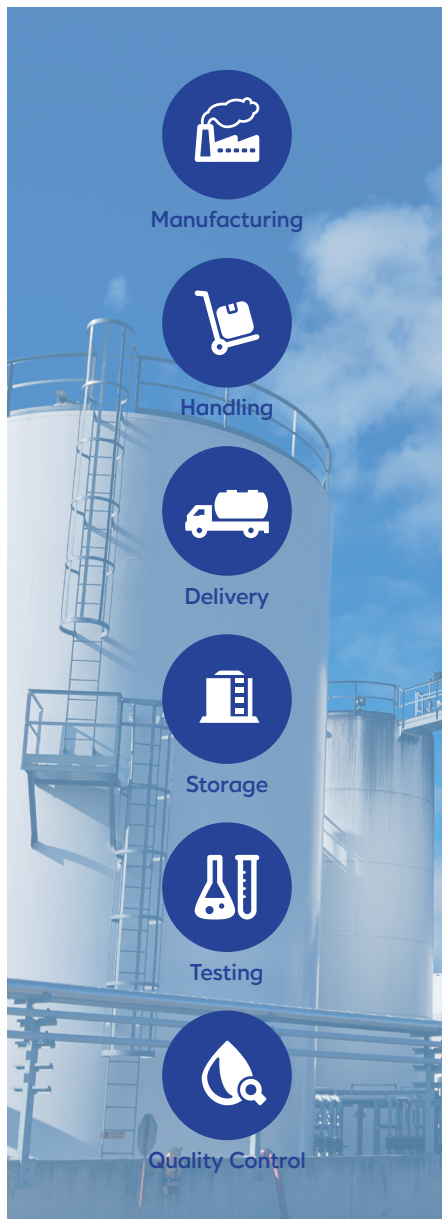 Manufacturing
Handling
Delivery
Storage
Testing
Quality Control